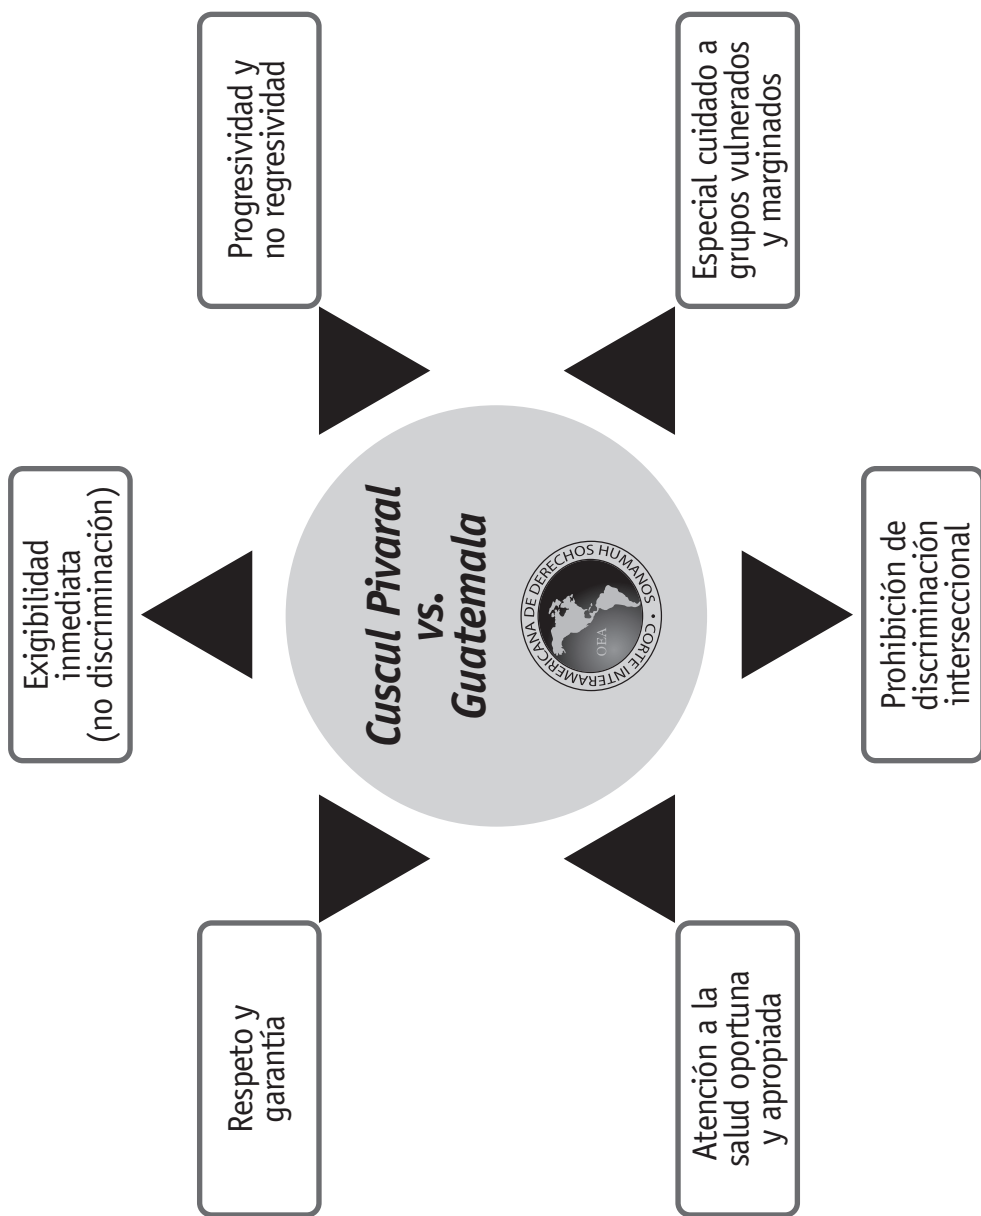 Exigibilidad
inmediata
(no discriminación)
Respeto y
garantía
Progresividad y
no regresividad
Cuscul Pivaral
vs.
Guatemala
CORTE INTERAMERICANA DE DERECHOS HUMANOS •
OEA
Atención a la
salud oportuna
y apropiada
Especial cuidado a
grupos vulnerados
y marginados
Prohibición de
discriminación
interseccional